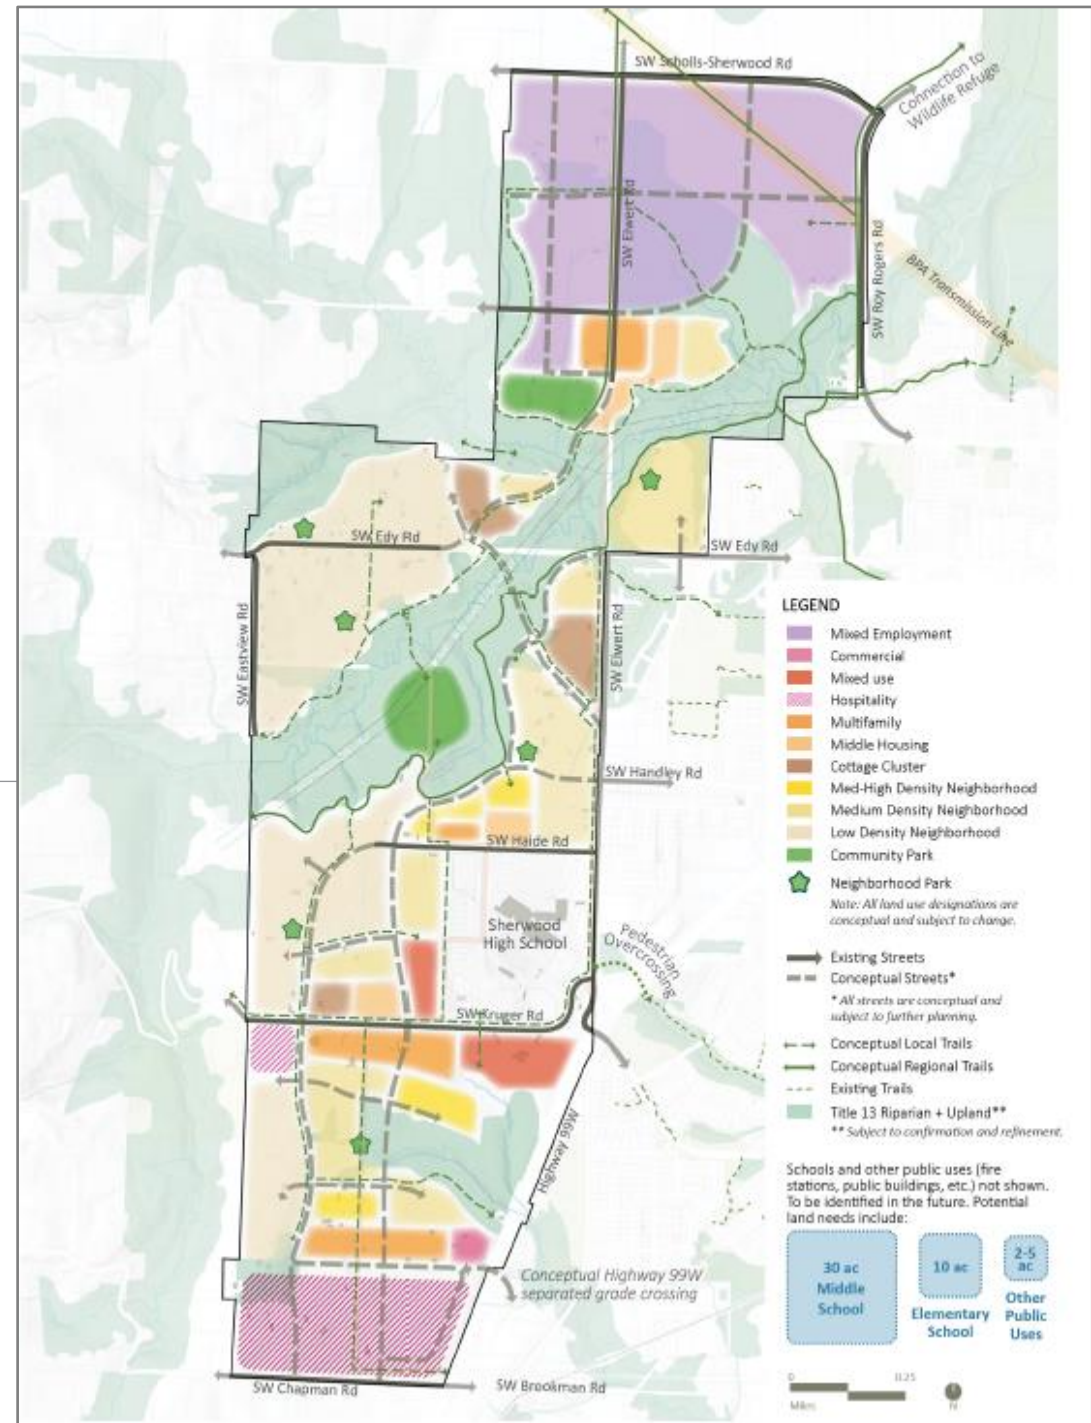 SW Scholls-Sherwood Rd
Connection to
Wildlife Refuge
SW Elwert Rd
SW Roy Rogers Rd
BPA Transmission Line
SW Edy Rd
SW Edy Rd
SW Eastview Rd
SW Elwert Rd
SW Handley Rd
SW Haide Rd
Sherwood
High School
Pedestrian
Overcrossing
SW Kruger Rd
Highway 99W
Conceptual Highway 99W
separated grade crossing
SW Chapman Rd
SW Brookman Rd
LEGEND
Mixed Employment
Commercial
Mixed use
Hospitality
Multifamily
Middle Housing
Cottage Cluster
Med-High Density Neighborhood
Medium Density Neighborhood
Low Density Neighborhood
Community Park
Neighborhood Park
Note: All land use designations are
conceptual and subject to change.
Existing Streets
Conceptual Streets*
* All streets are conceptual and
subject to further planning.
Conceptual Local Trails
Conceptual Regional Trails
Existing Trails
Title 13 Riparian + Upland**
** Subject to confirmation and refinement.
Schools and other public uses (fire
stations, public buildings, etc.) not shown.
To be identified in the future. Potential
land needs include:
30 ac
Middle
School
10 ac
Elementary
School
2-5
ac
Other
Public
Uses
0
0.25
Miles
N